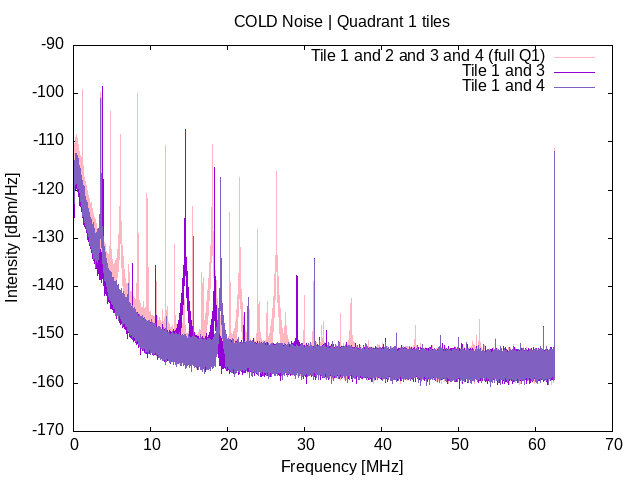 COLD Noise | Quadrant 1 tiles
Tile 1 and 2 and 3 and 4 (full Q1)
Tile 1 and 3
Tile 1 and 4
-90
-100
-110
-120
-130
-140
-150
-160
-170
Intensity [dBm/Hz]
0 10 20 30 40 50 60 70
Frequency [MHz]